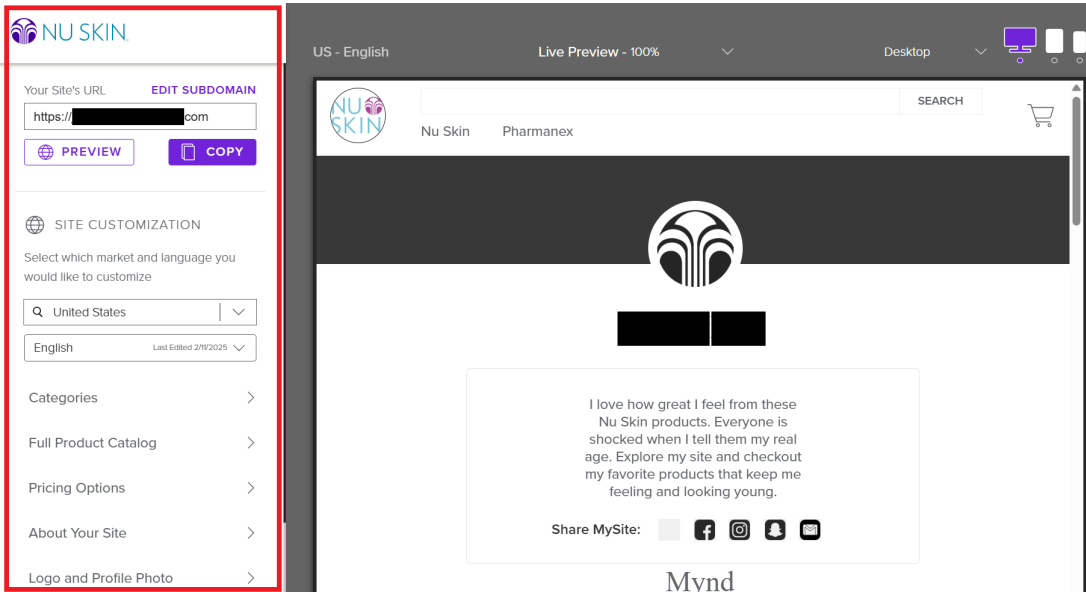 NU SKIN
Your Site's URL EDIT SUBDOMAIN
https:// com
PREVIEW COPY
SITE CUSTOMIZATION
Select which market and language you
would like to customize
United States
English Last Edited 2/11/2025
Categories
Full Product Catalog
Pricing Options
About Your Site
Logo and Profile Photo
US - English Live Preview - 100% Desktop
NU
SKIN
SEARCH
Nu Skin Pharmanex
I love how great I feel from these
Nu Skin products. Everyone is
shocked when I tell them my real
age. Explore my site and checkout
my favorite products that keep me
feeling and looking young.
Share MySite:
Mynd